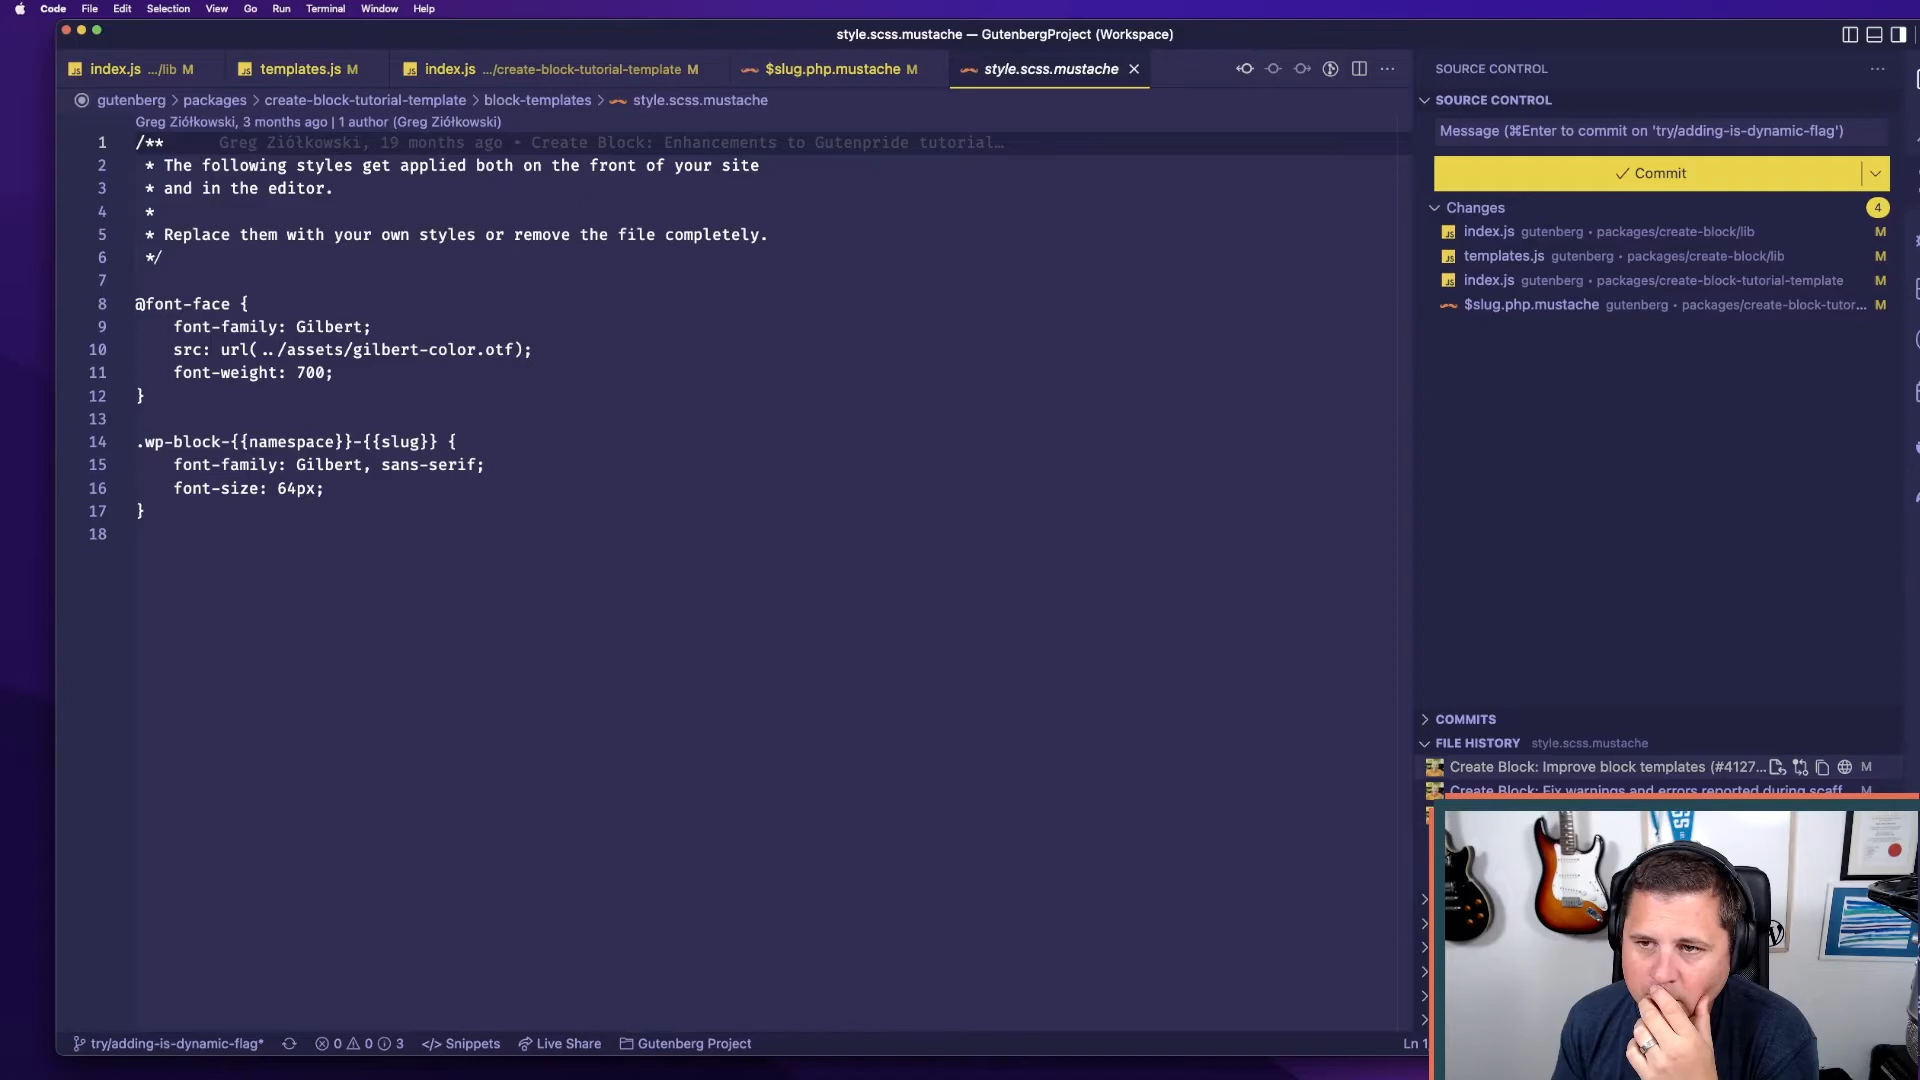 Code File Edit Selection View Go Run Terminal Window Help
style.scss.mustache — GutenbergProject (Workspace)
index.js .../lib M
templates.js M
index.js .../create-block-tutorial-template M
$slug.php.mustache M
style.scss.mustache
gutenberg > packages > create-block-tutorial-template > block-templates > style.scss.mustache
Greg Ziółkowski, 3 months ago | 1 author (Greg Ziółkowski)
1 /** Greg Ziółkowski, 19 months ago • Create Block: Enhancements to Gutenpride tutorial…
2 * The following styles get applied both on the front of your site
3 * and in the editor.
4 *
5 * Replace them with your own styles or remove the file completely.
6 */
7
8 @font-face {
9 font-family: Gilbert;
10 src: url(../assets/gilbert-color.otf);
11 font-weight: 700;
12 }
13
14 .wp-block-{{namespace}}-{{slug}} {
15 font-family: Gilbert, sans-serif;
16 font-size: 64px;
17 }
18
SOURCE CONTROL
SOURCE CONTROL
Message (⌘Enter to commit on 'try/adding-is-dynamic-flag')
Commit
Changes 4
index.js gutenberg • packages/create-block/lib M
templates.js gutenberg • packages/create-block/lib M
index.js gutenberg • packages/create-block-tutorial-template M
$slug.php.mustache gutenberg • packages/create-block-tutor... M
COMMITS
FILE HISTORY style.scss.mustache
Create Block: Improve block templates (#4127... M
Create Block: Fix warnings and errors reported during scaff... M
try/adding-is-dynamic-flag* 0 0 3 Snippets Live Share Gutenberg Project
Ln 1